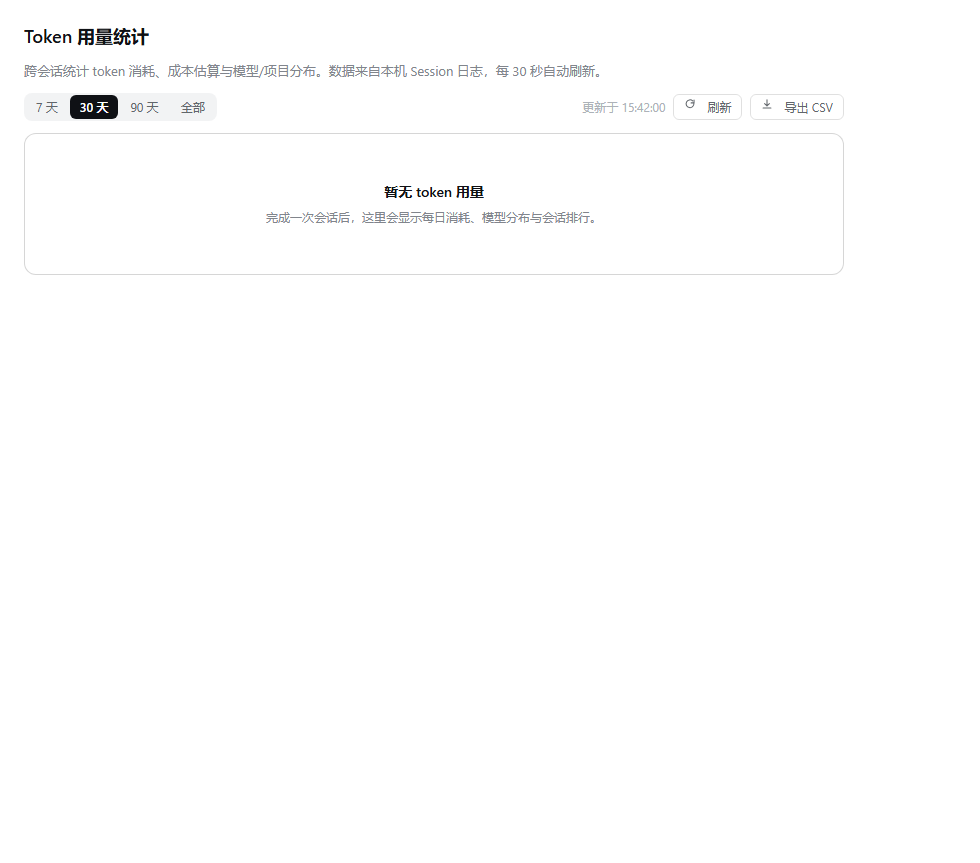 Token 用量统计
跨会话统计 token 消耗、成本估算与模型/项目分布。数据来自本机 Session 日志，每 30 秒自动刷新。
7 天 30 天 90 天 全部 更新于 15:42:00 刷新 导出 CSV
暂无 token 用量
完成一次会话后，这里会显示每日消耗、模型分布与会话排行。